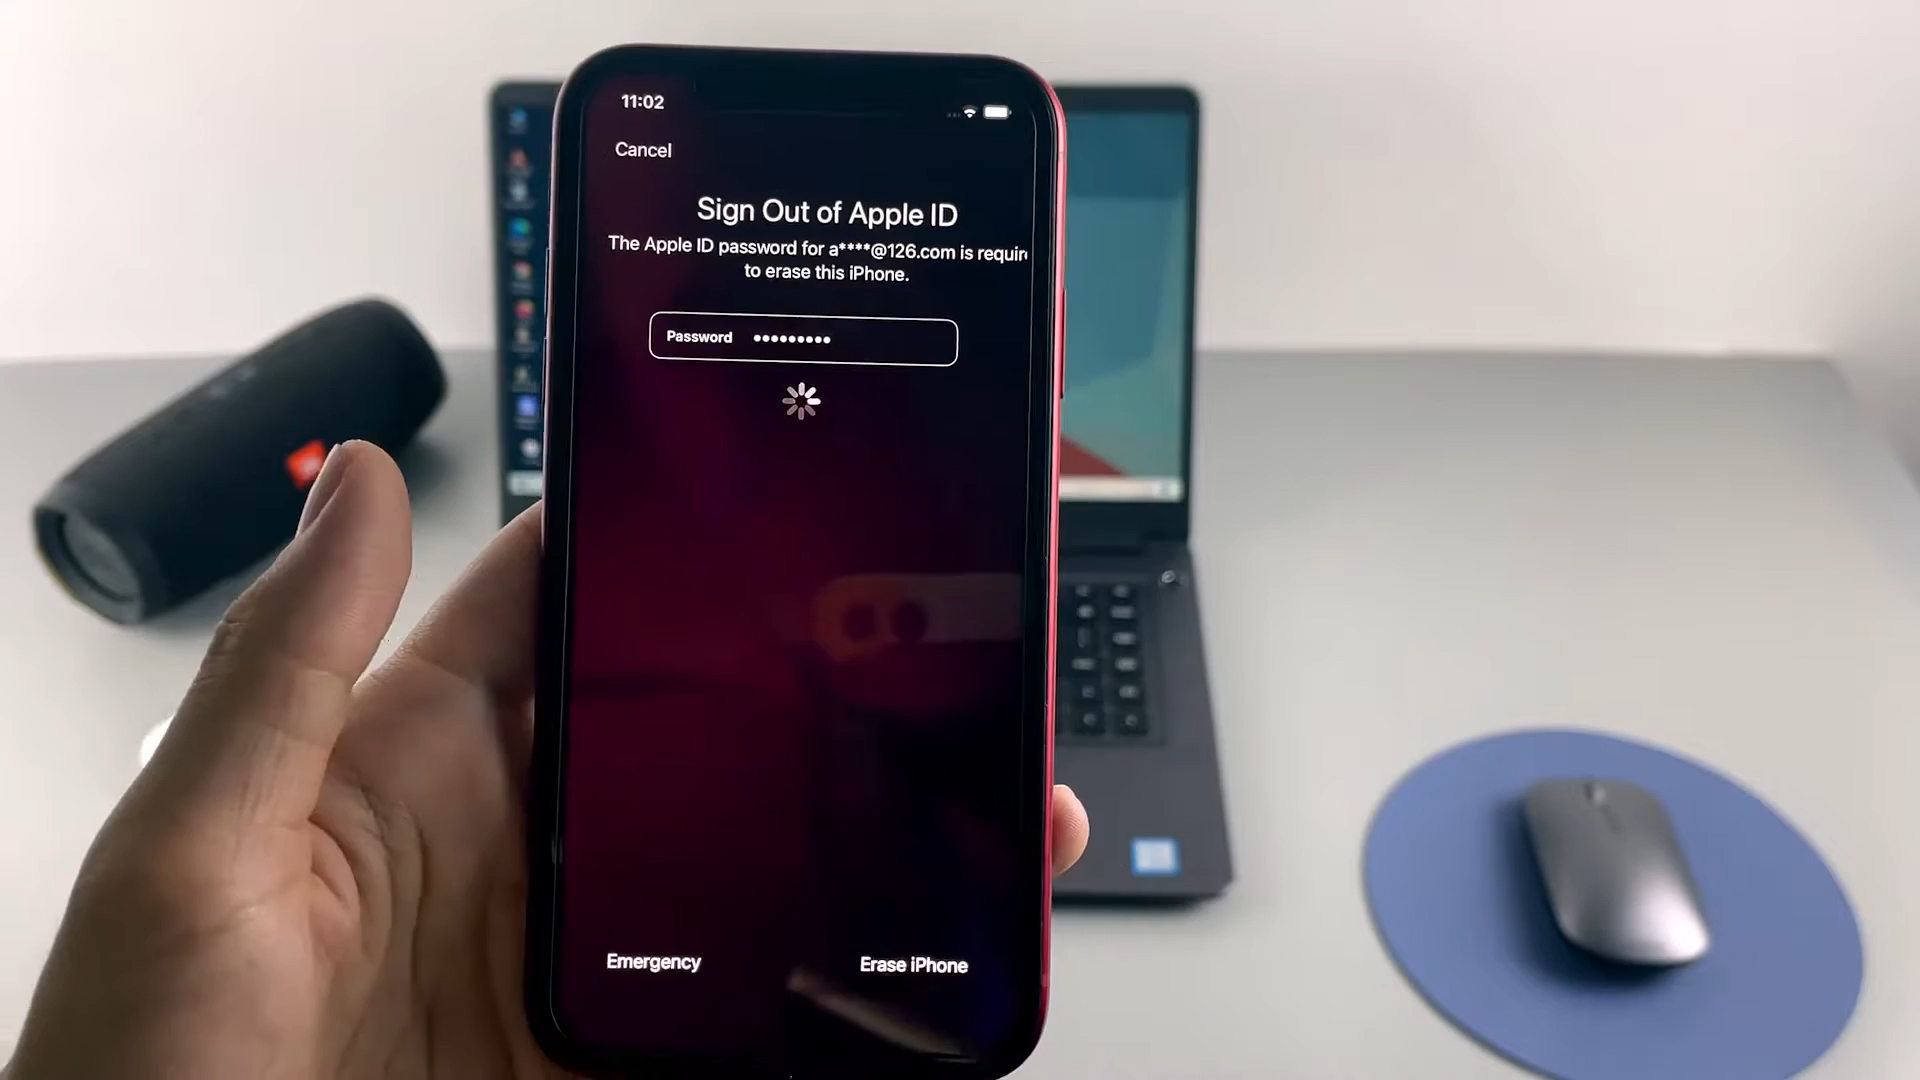 11:02
Cancel
Sign Out of Apple ID
The Apple ID password for a****@126.com is requir
to erase this iPhone.
Password •••••••••
Emergency
Erase iPhone